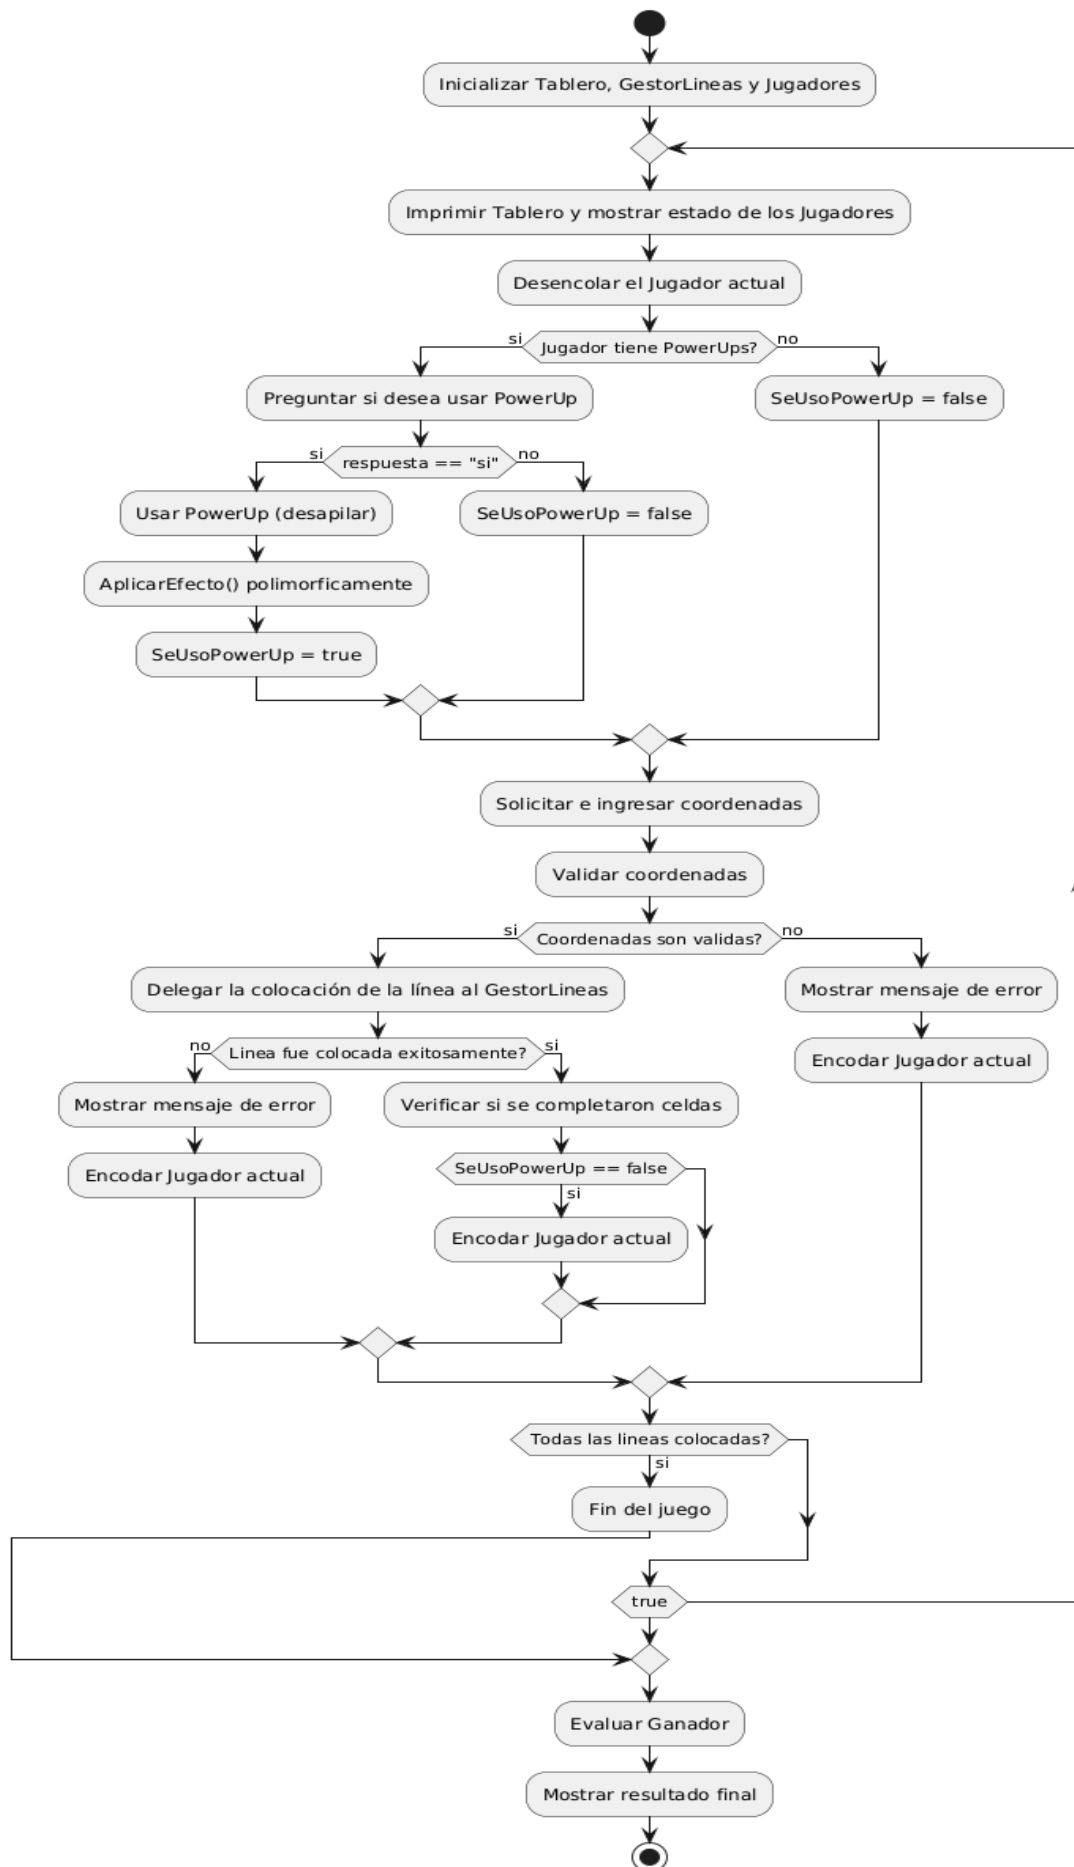 Inicializar Tablero, GestorLineas y Jugadores
Imprimir Tablero y mostrar estado de los Jugadores
Desencolar el Jugador actual
si
Jugador tiene PowerUps?
no
Preguntar si desea usar PowerUp
SeUsoPowerUp = false
si
respuesta == "si"
no
Usar PowerUp (desapilar)
SeUsoPowerUp = false
AplicarEfecto() polimorficamente
SeUsoPowerUp = true
Solicitar e ingresar coordenadas
Validar coordenadas
si
Coordenadas son validas?
no
Delegar la colocación de la línea al GestorLineas
Mostrar mensaje de error
no
Linea fue colocada exitosamente?
si
Encodar Jugador actual
Mostrar mensaje de error
Verificar si se completaron celdas
Encodar Jugador actual
SeUsoPowerUp == false
si
Encodar Jugador actual
Todas las lineas colocadas?
si
Fin del juego
true
Evaluar Ganador
Mostrar resultado final